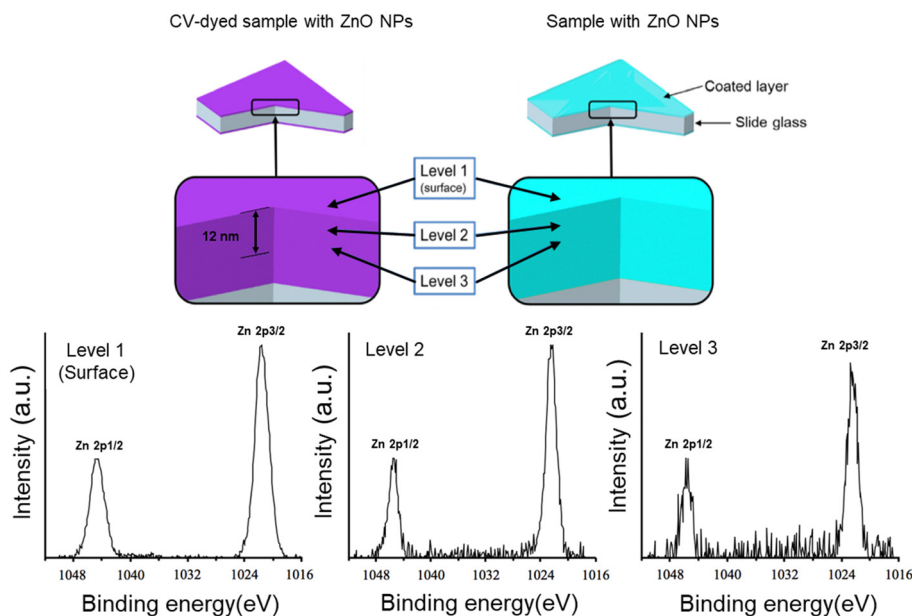 CV-dyed sample with ZnO NPs
Sample with ZnO NPs
Coated layer
Slide glass
Level 1
(surface)
12 nm
Level 2
Level 3
Level 1
(Surface)
Zn 2p3/2
Zn 2p1/2
Intensity (a.u.)
1048 1040 1032 1024 1016
Binding energy(eV)
Level 2
Zn 2p3/2
Zn 2p1/2
Intensity (a.u.)
1048 1040 1032 1024 1016
Binding energy(eV)
Level 3
Zn 2p3/2
Zn 2p1/2
Intensity (a.u.)
1048 1040 1032 1024 1016
Binding energy(eV)